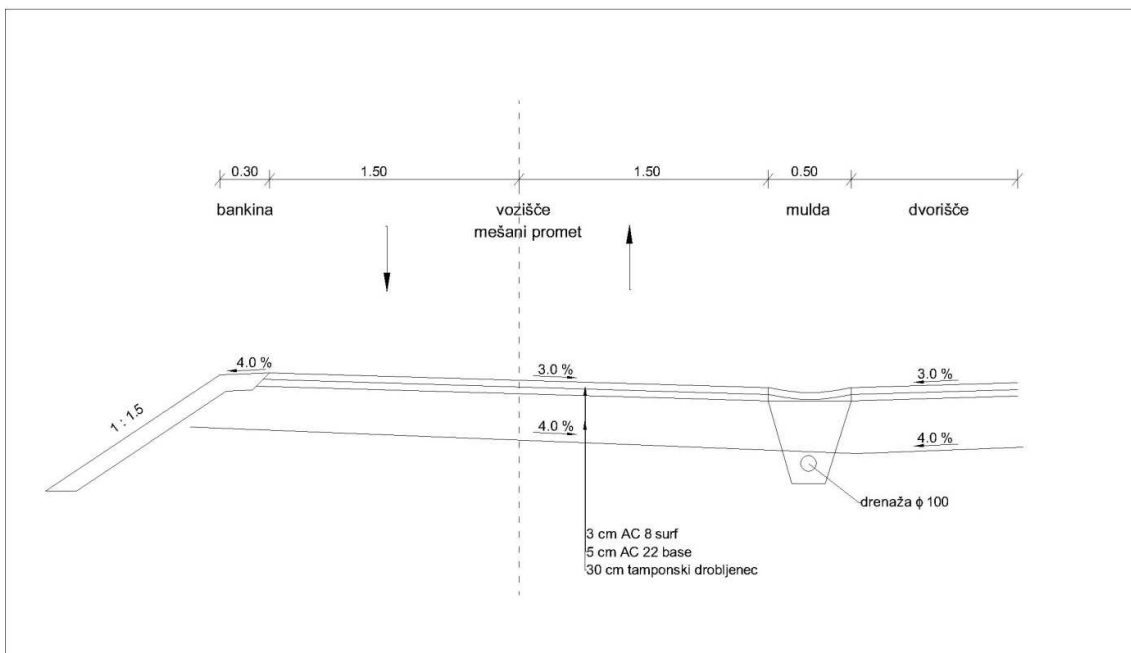 0.30 1.50 1.50 0.50
bankina vozišče mulda dvorišče
mešani promet
4.0 % 3.0 % 3.0 %
1 : 1.5
4.0 % 4.0 %
drenaža ϕ 100
3 cm AC 8 surf
5 cm AC 22 base
30 cm tamponski drobljenec